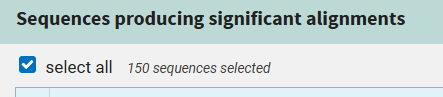 Sequences producing significant alignments
select all 150 sequences selected